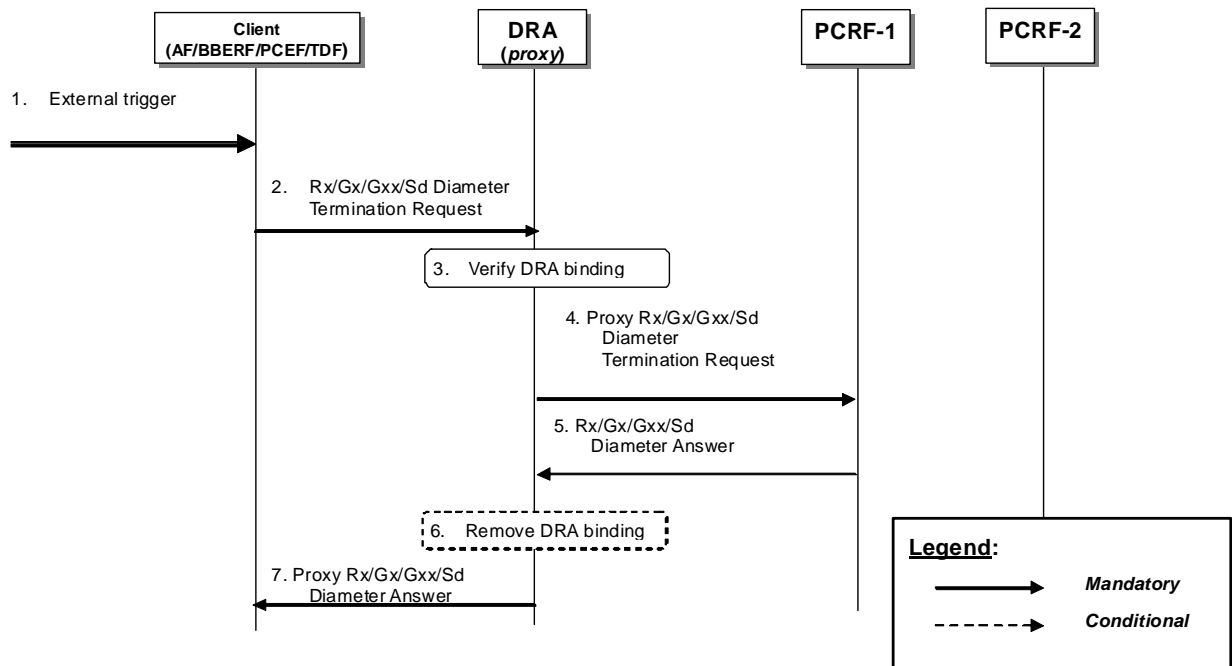 Client
(AF/BBERF/PCEF/TDF)
DRA
(proxy)
PCRF-1
PCRF-2
1. External trigger
2. Rx/Gx/Gxx/Sd Diameter
Termination Request
3. Verify DRA binding
4. Proxy Rx/Gx/Gxx/Sd
Diameter
Termination Request
5. Rx/Gx/Gxx/Sd
Diameter Answer
6. Remove DRA binding
7. Proxy Rx/Gx/Gxx/Sd
Diameter Answer
Legend:
Mandatory
Conditional